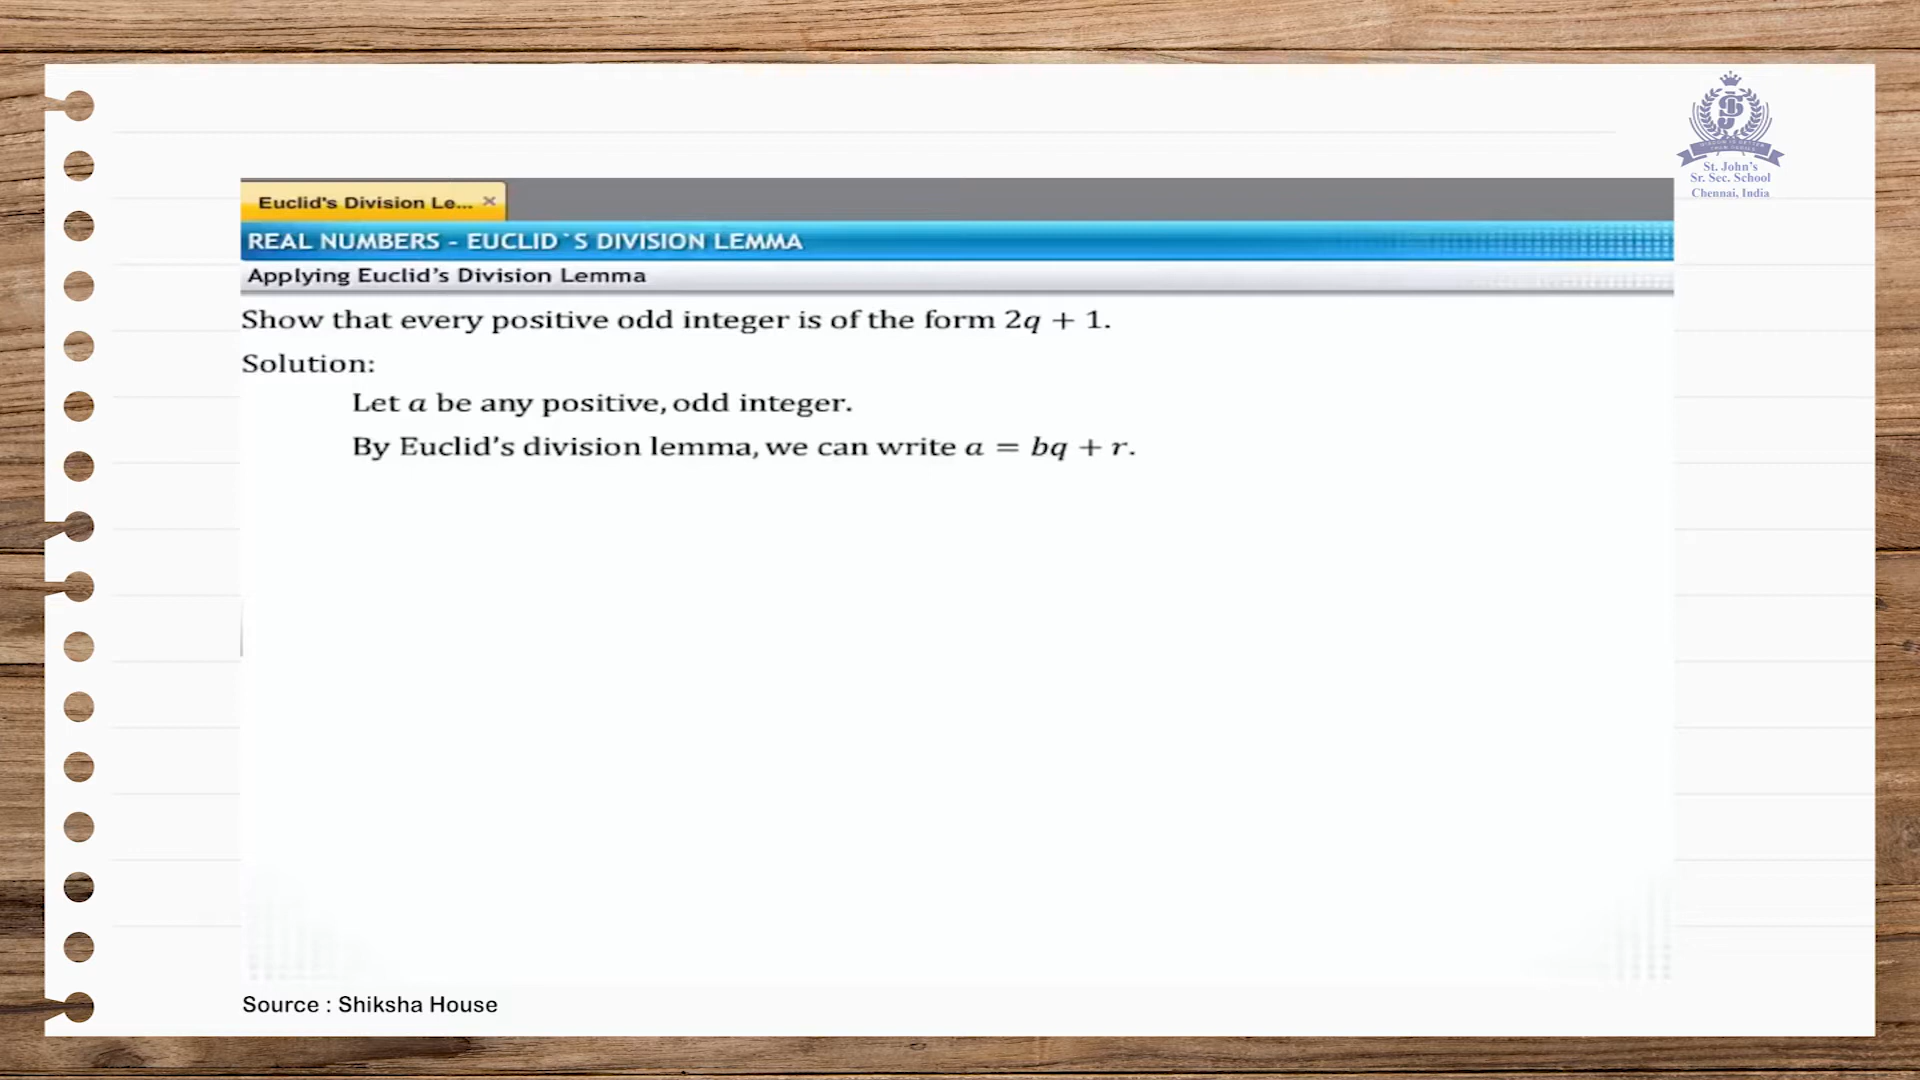 St. John's
Sr. Sec. School
Chennai, India
Euclid's Division Le... ×
REAL NUMBERS - EUCLID`S DIVISION LEMMA
Applying Euclid's Division Lemma
Show that every positive odd integer is of the form 2q + 1.
Solution:
Let a be any positive, odd integer.
By Euclid's division lemma, we can write a = bq + r.
Source : Shiksha House